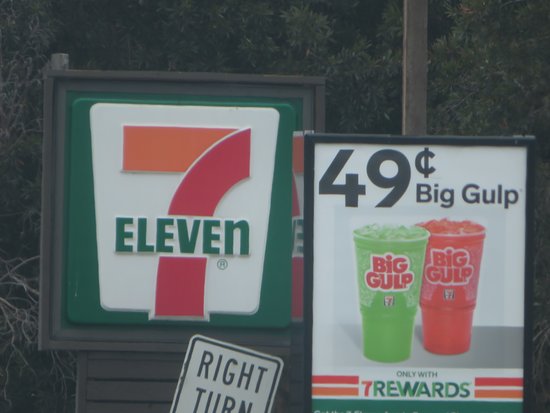 7
ELEVEn
®
49¢
Big Gulp
BiG
GULP
BiG
GULP
ONLY WITH
7REWARDS
RIGHT
TURN